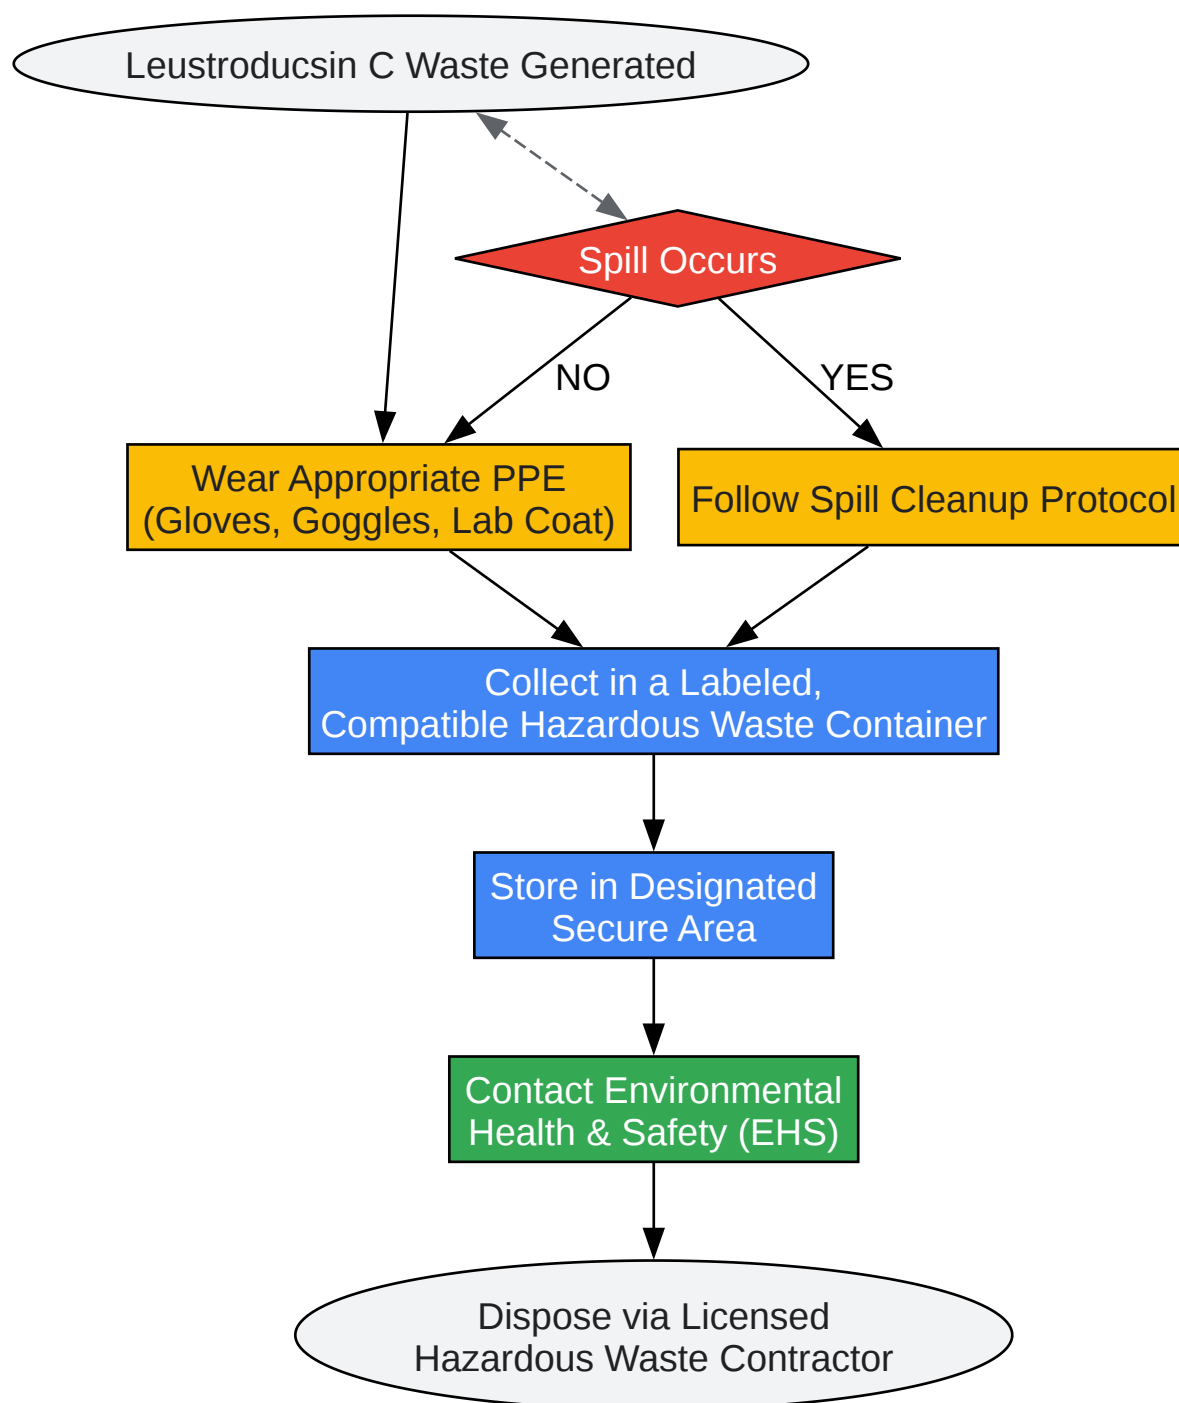 Leustroducsin C Waste Generated
Spill Occurs
NO
YES
Wear Appropriate PPE
(Gloves, Goggles, Lab Coat)
Follow Spill Cleanup Protocol
Collect in a Labeled,
Compatible Hazardous Waste Container
Store in Designated
Secure Area
Contact Environmental
Health & Safety (EHS)
Dispose via Licensed
Hazardous Waste Contractor